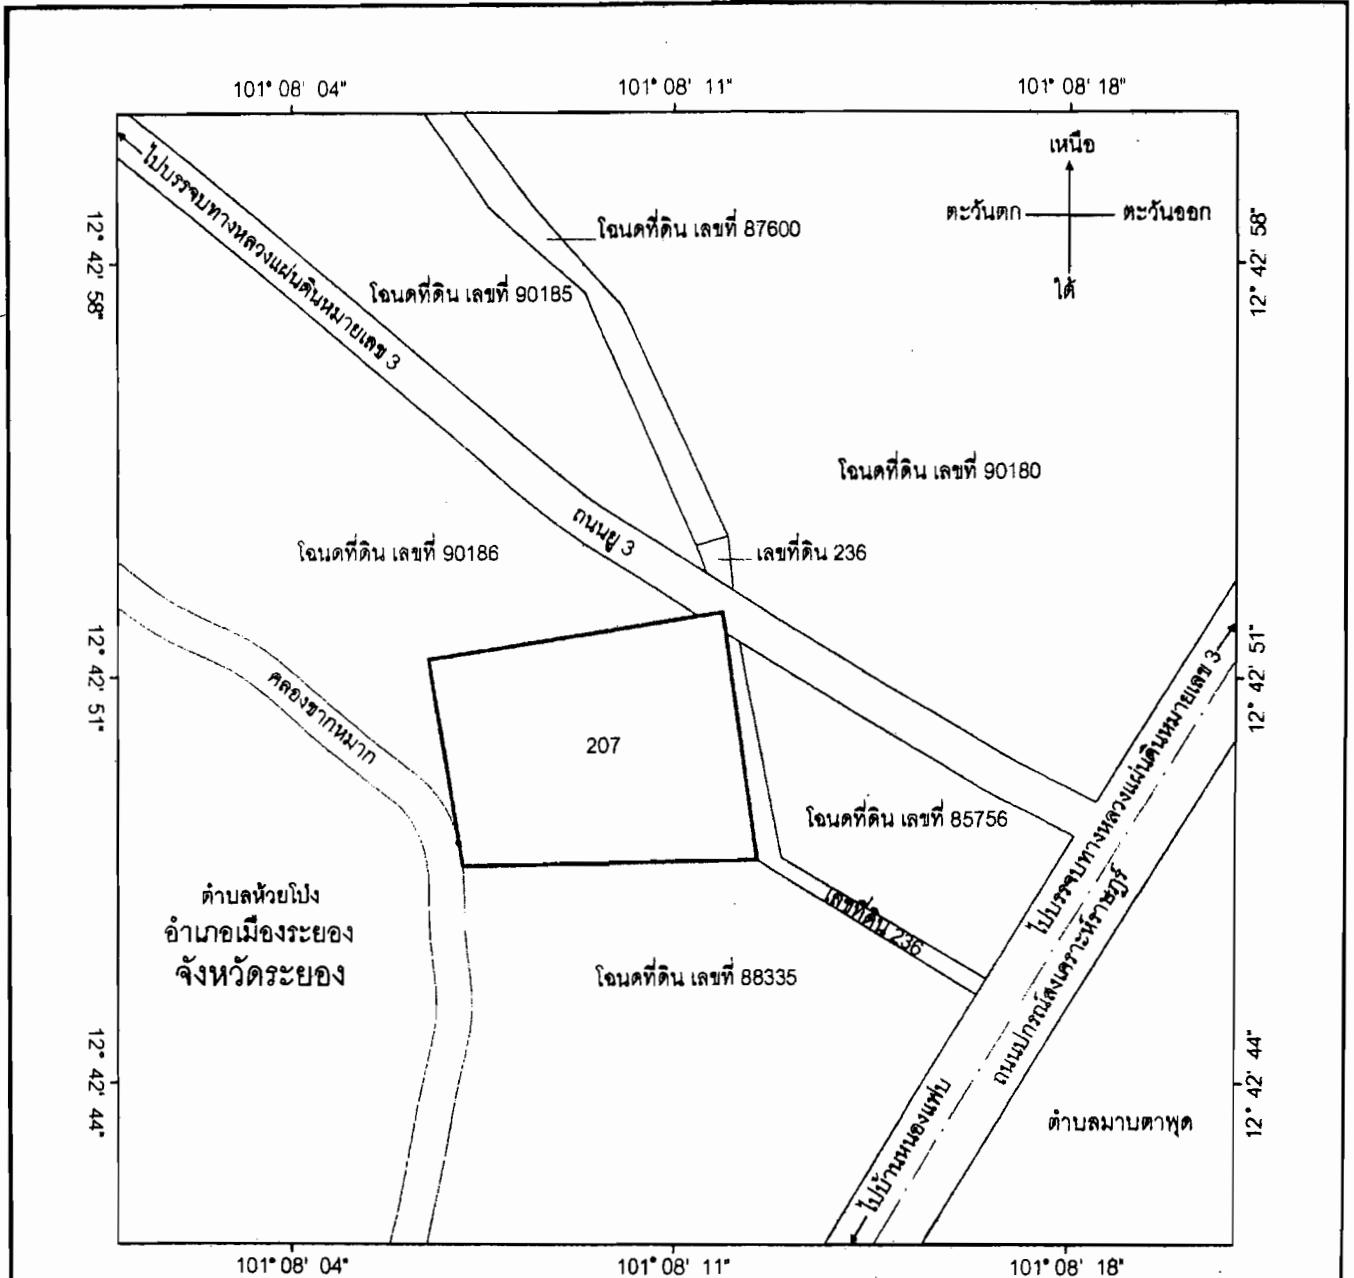 101° 08' 04"
101° 08' 11"
101° 08' 18"
เหนือ
ตะวันตก
ตะวันออก
ใต้
12° 42' 58"
12° 42' 58"
ไปบรรจบทางหลวงแผ่นดินหมายเลข 3
โฉนดที่ดิน เลขที่ 87600
โฉนดที่ดิน เลขที่ 90185
โฉนดที่ดิน เลขที่ 90180
ถนนยู 3
โฉนดที่ดิน เลขที่ 90186
เลขที่ดิน 236
12° 42' 51"
12° 42' 51"
คลองชากหมาก
207
ไปบรรจบทางหลวงแผ่นดินหมายเลข 3
โฉนดที่ดิน เลขที่ 85756
ตำบลห้วยโป่ง
อำเภอเมืองระยอง
จังหวัดระยอง
เลขที่ดิน 236
โฉนดที่ดิน เลขที่ 88335
ถนนปกรณ์สงเคราะห์ราษฎร์
12° 42' 44"
12° 42' 44"
ไปบ้านหนองแฟบ
ตำบลมาบตาพุด
101° 08' 04"
101° 08' 11"
101° 08' 18"